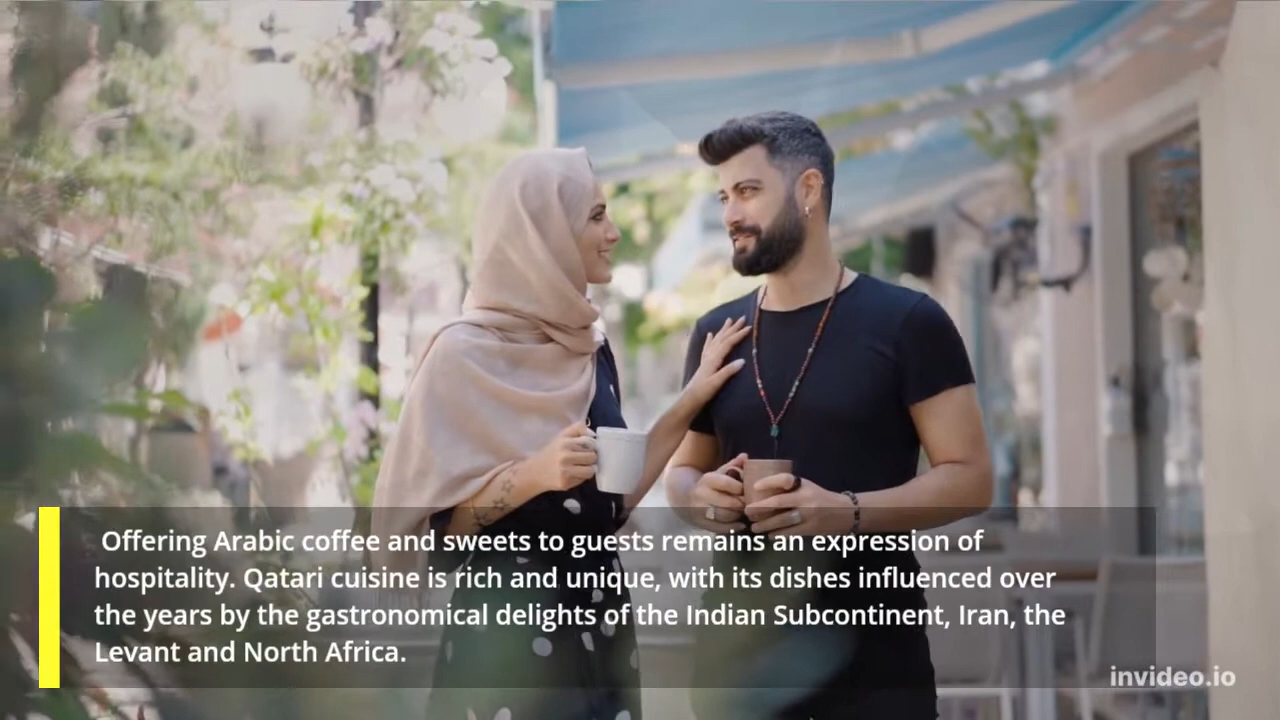 Offering Arabic coffee and sweets to guests remains an expression of
hospitality. Qatari cuisine is rich and unique, with its dishes influenced over
the years by the gastronomical delights of the Indian Subcontinent, Iran, the
Levant and North Africa.
invideo.io